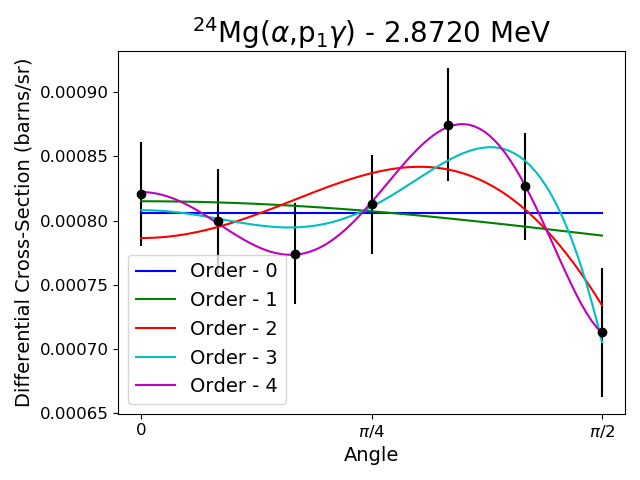 ²⁴Mg(α,p₁γ) - 2.8720 MeV
Differential Cross-Section (barns/sr)
0.00090
0.00085
0.00080
0.00075
0.00070
0.00065
Order - 0
Order - 1
Order - 2
Order - 3
Order - 4
0
π/4
π/2
Angle